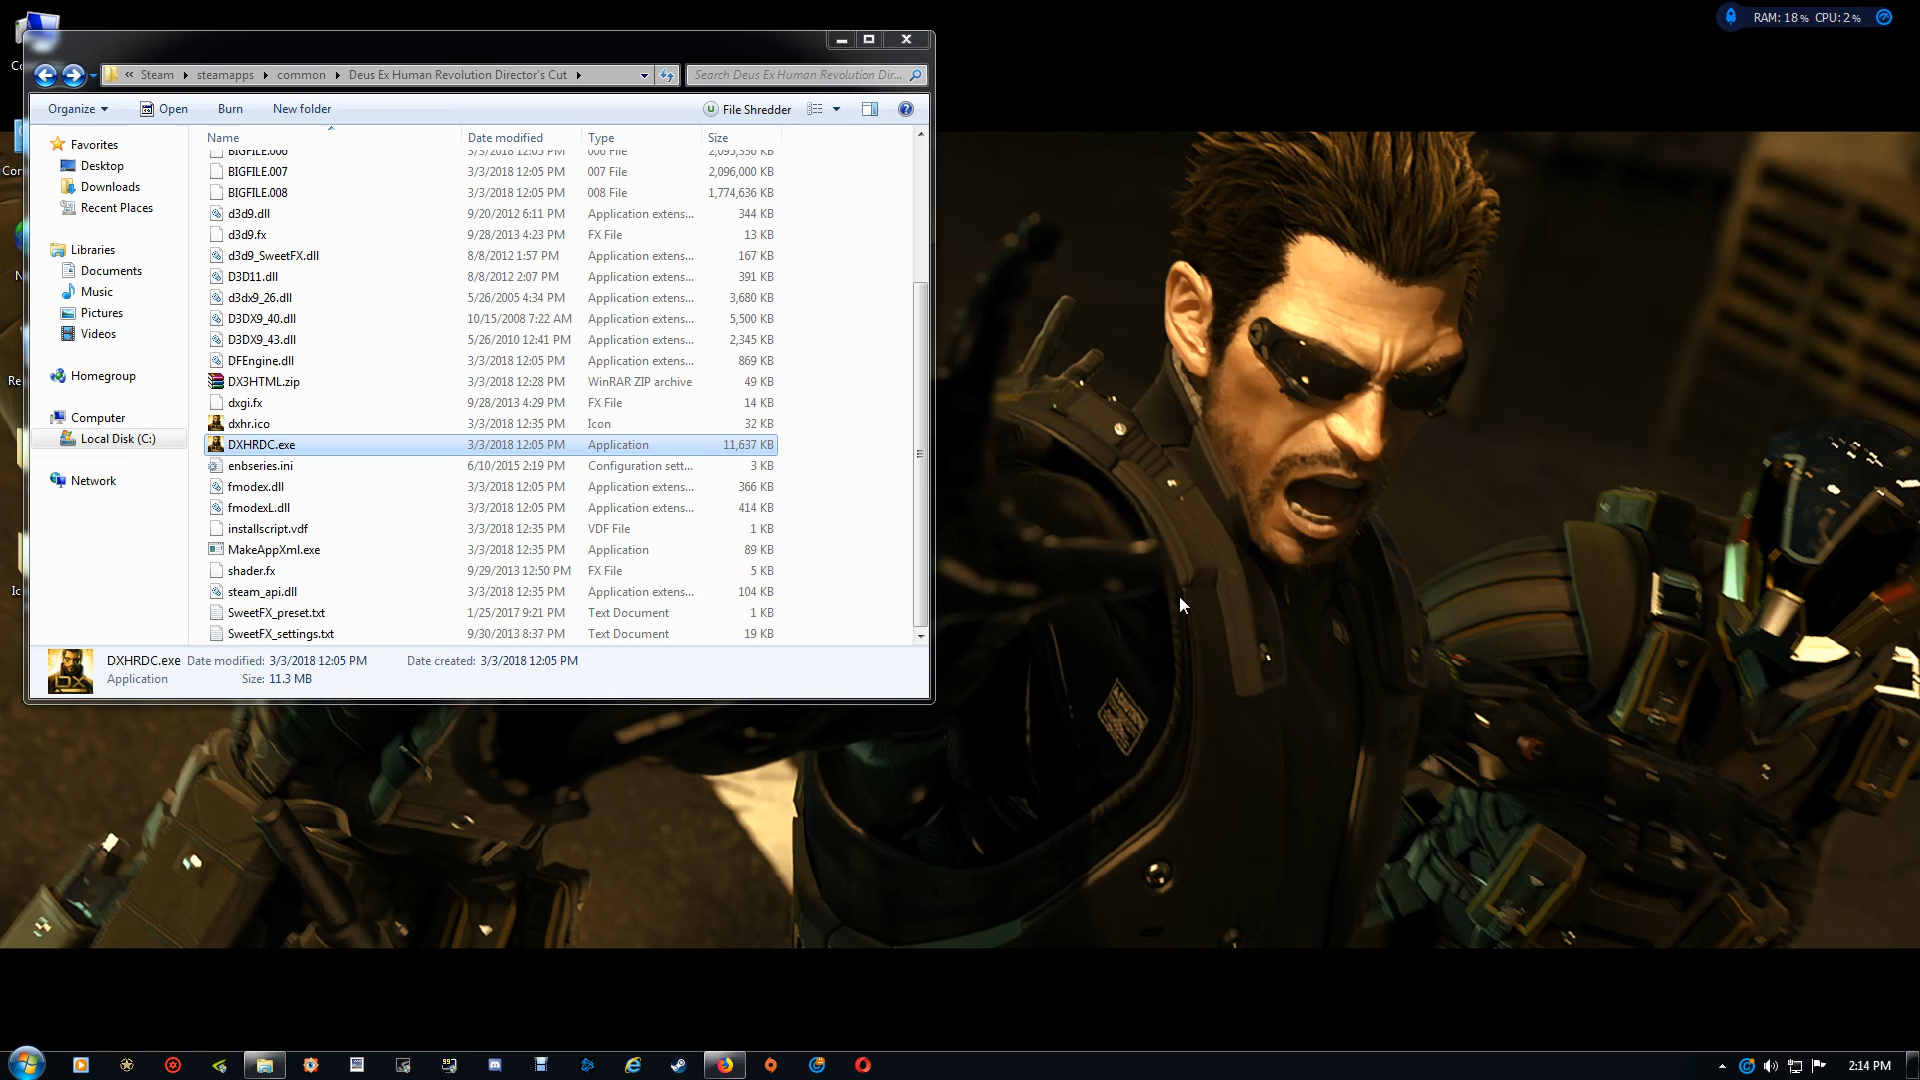 RAM: 18% CPU: 2%
« Steam ▸ steamapps ▸ common ▸ Deus Ex Human Revolution Director's Cut ▸
Search Deus Ex Human Revolution Dir...
Organize Open Burn New folder File Shredder
Name Date modified Type Size
BIGFILE.006 3/3/2018 12:05 PM 006 File 2,095,336 KB
BIGFILE.007 3/3/2018 12:05 PM 007 File 2,096,000 KB
BIGFILE.008 3/3/2018 12:05 PM 008 File 1,774,636 KB
d3d9.dll 9/20/2012 6:11 PM Application extens... 344 KB
d3d9.fx 9/28/2013 4:23 PM FX File 13 KB
d3d9_SweetFX.dll 8/8/2012 1:57 PM Application extens... 167 KB
D3D11.dll 8/8/2012 2:07 PM Application extens... 391 KB
d3dx9_26.dll 5/26/2005 4:34 PM Application extens... 3,680 KB
D3DX9_40.dll 10/15/2008 7:22 AM Application extens... 5,500 KB
D3DX9_43.dll 5/26/2010 12:41 PM Application extens... 2,345 KB
DFEngine.dll 3/3/2018 12:05 PM Application extens... 869 KB
DX3HTML.zip 3/3/2018 12:28 PM WinRAR ZIP archive 49 KB
dxgi.fx 9/28/2013 4:29 PM FX File 14 KB
dxhr.ico 3/3/2018 12:35 PM Icon 32 KB
DXHRDC.exe 3/3/2018 12:05 PM Application 11,637 KB
enbseries.ini 6/10/2015 2:19 PM Configuration sett... 3 KB
fmodex.dll 3/3/2018 12:05 PM Application extens... 366 KB
fmodexL.dll 3/3/2018 12:05 PM Application extens... 414 KB
installscript.vdf 3/3/2018 12:35 PM VDF File 1 KB
MakeAppXml.exe 3/3/2018 12:35 PM Application 89 KB
shader.fx 9/29/2013 12:50 PM FX File 5 KB
steam_api.dll 3/3/2018 12:35 PM Application extens... 104 KB
SweetFX_preset.txt 1/25/2017 9:21 PM Text Document 1 KB
SweetFX_settings.txt 9/30/2013 8:37 PM Text Document 19 KB
Favorites
Desktop
Downloads
Recent Places
Libraries
Documents
Music
Pictures
Videos
Homegroup
Computer
Local Disk (C:)
Network
DXHRDC.exe Date modified: 3/3/2018 12:05 PM Date created: 3/3/2018 12:05 PM
Application Size: 11.3 MB
DX
2:14 PM